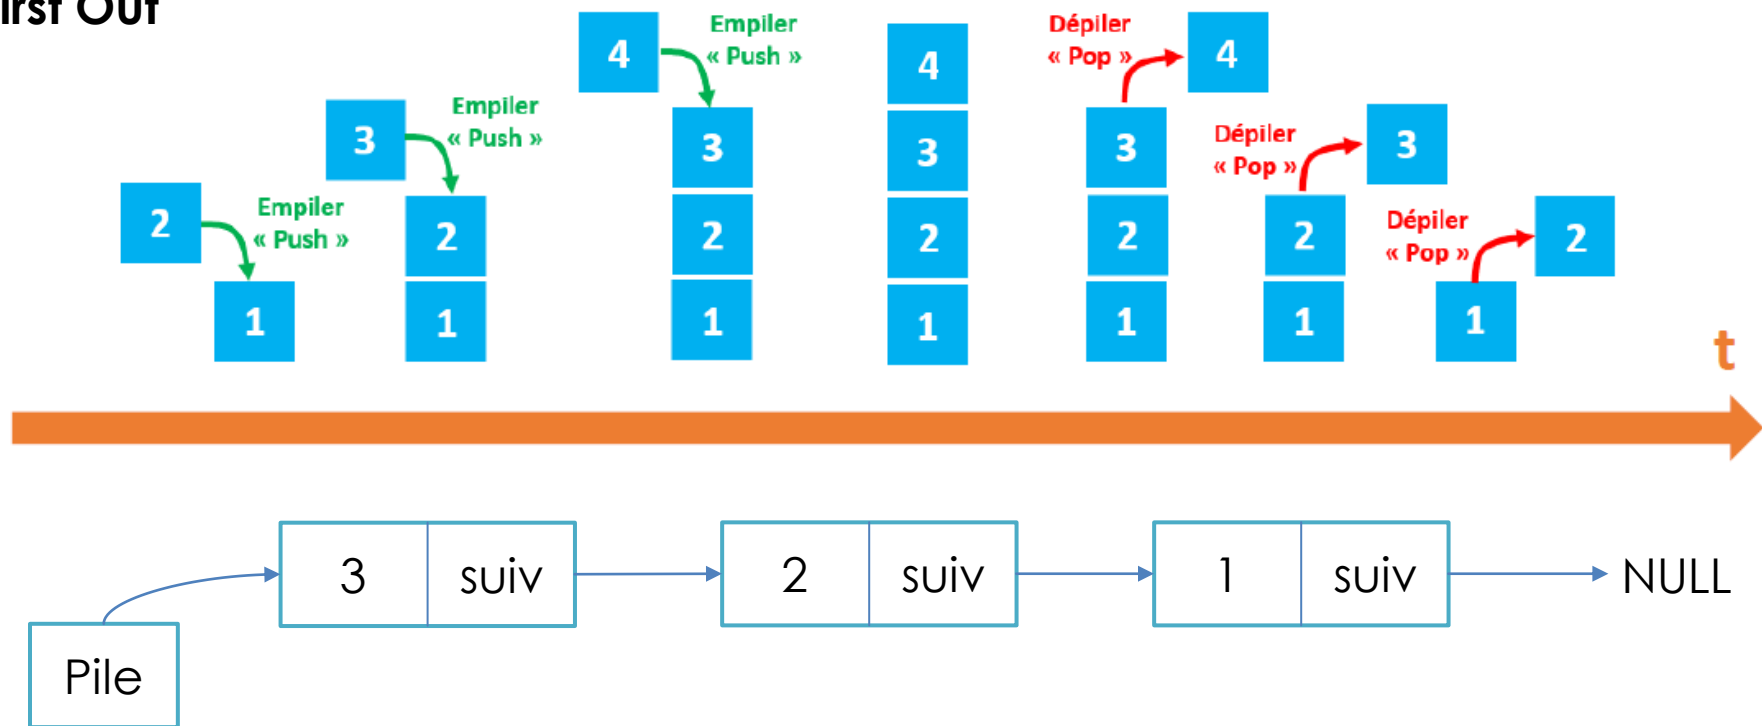 irst Out
4
Empiler
« Push »
3
2
1
3
Empiler
« Push »
2
1
2
Empiler
« Push »
1
4
3
2
1
Dépiler
« Pop »
4
3
2
1
Dépiler
« Pop »
3
2
1
Dépiler
« Pop »
2
1
t
3 suiv 2 suiv 1 suiv NULL
Pile